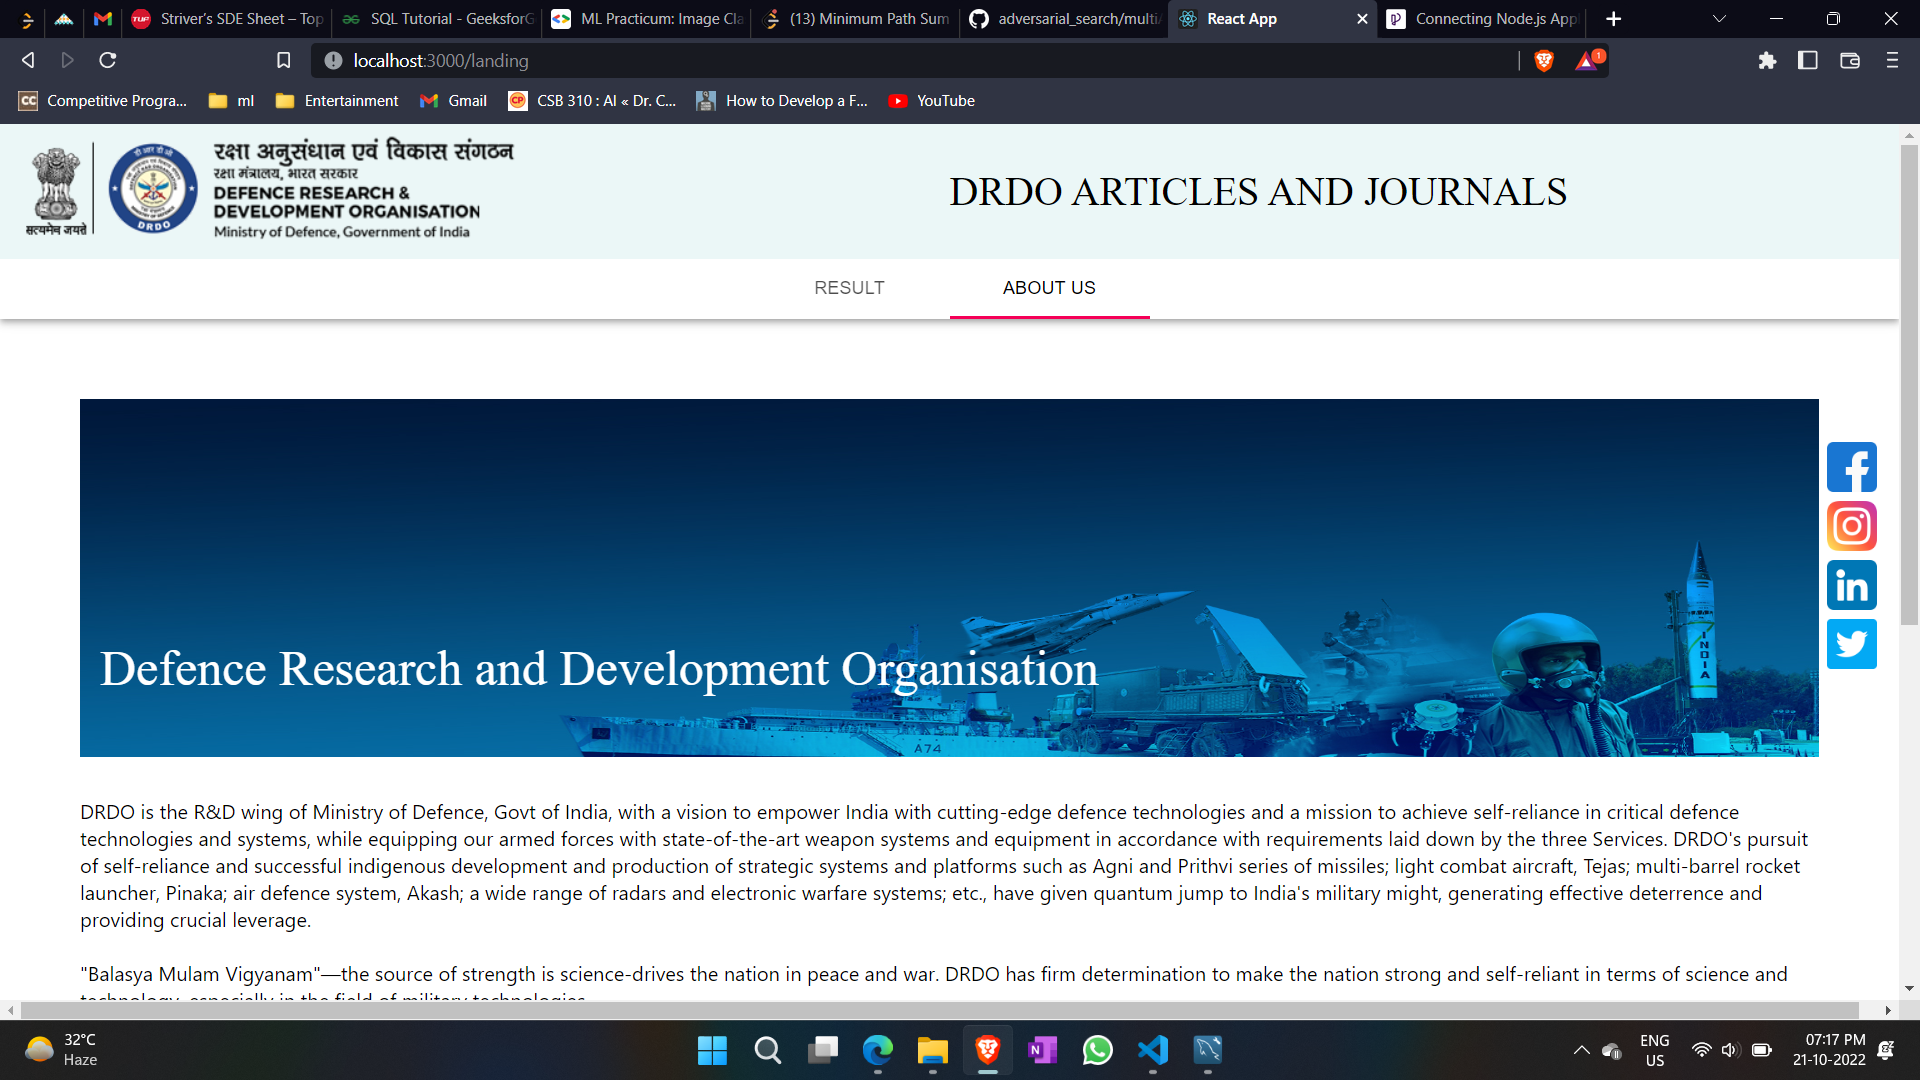 Striver's SDE Sheet – Top
SQL Tutorial - GeeksforG
ML Practicum: Image Cla
(13) Minimum Path Sum
adversarial_search/multi
React App
Connecting Node.js App
localhost:3000/landing
1
Competitive Progra...
ml
Entertainment
Gmail
CSB 310 : AI « Dr. C...
How to Develop a F...
YouTube
रक्षा अनुसंधान एवं विकास संगठन
रक्षा मंत्रालय, भारत सरकार
DEFENCE RESEARCH &
DEVELOPMENT ORGANISATION
Ministry of Defence, Government of India
सत्यमेव जयते
DRDO
DRDO ARTICLES AND JOURNALS
RESULT
ABOUT US
Defence Research and Development Organisation
INDIA
A74
DRDO is the R&D wing of Ministry of Defence, Govt of India, with a vision to empower India with cutting-edge defence technologies and a mission to achieve self-reliance in critical defence
technologies and systems, while equipping our armed forces with state-of-the-art weapon systems and equipment in accordance with requirements laid down by the three Services. DRDO's pursuit
of self-reliance and successful indigenous development and production of strategic systems and platforms such as Agni and Prithvi series of missiles; light combat aircraft, Tejas; multi-barrel rocket
launcher, Pinaka; air defence system, Akash; a wide range of radars and electronic warfare systems; etc., have given quantum jump to India's military might, generating effective deterrence and
providing crucial leverage.
"Balasya Mulam Vigyanam"—the source of strength is science-drives the nation in peace and war. DRDO has firm determination to make the nation strong and self-reliant in terms of science and
technology, especially in the field of military technologies.
32°C
Haze
ENG
US
07:17 PM
21-10-2022